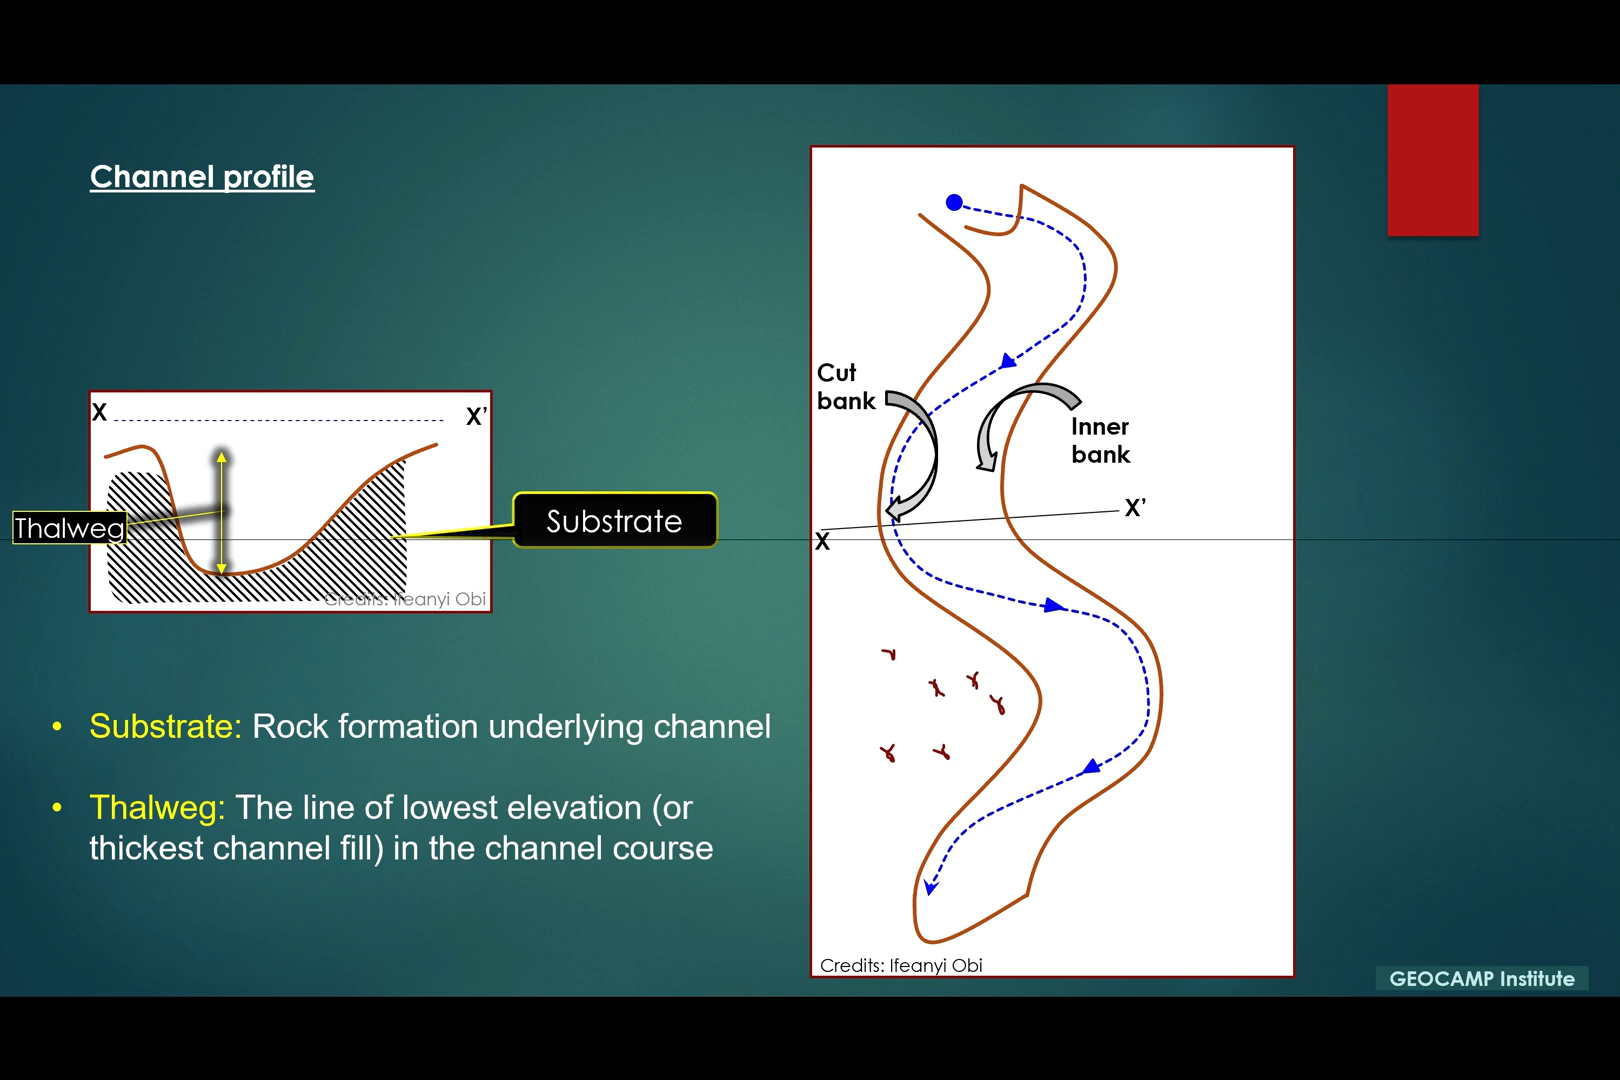 Channel profile
X
X'
Thalweg
Substrate
Credits: Ifeanyi Obi
• Substrate: Rock formation underlying channel
• Thalweg: The line of lowest elevation (or
thickest channel fill) in the channel course
Cut
bank
Inner
bank
X'
X
Credits: Ifeanyi Obi
GEOCAMP Institute